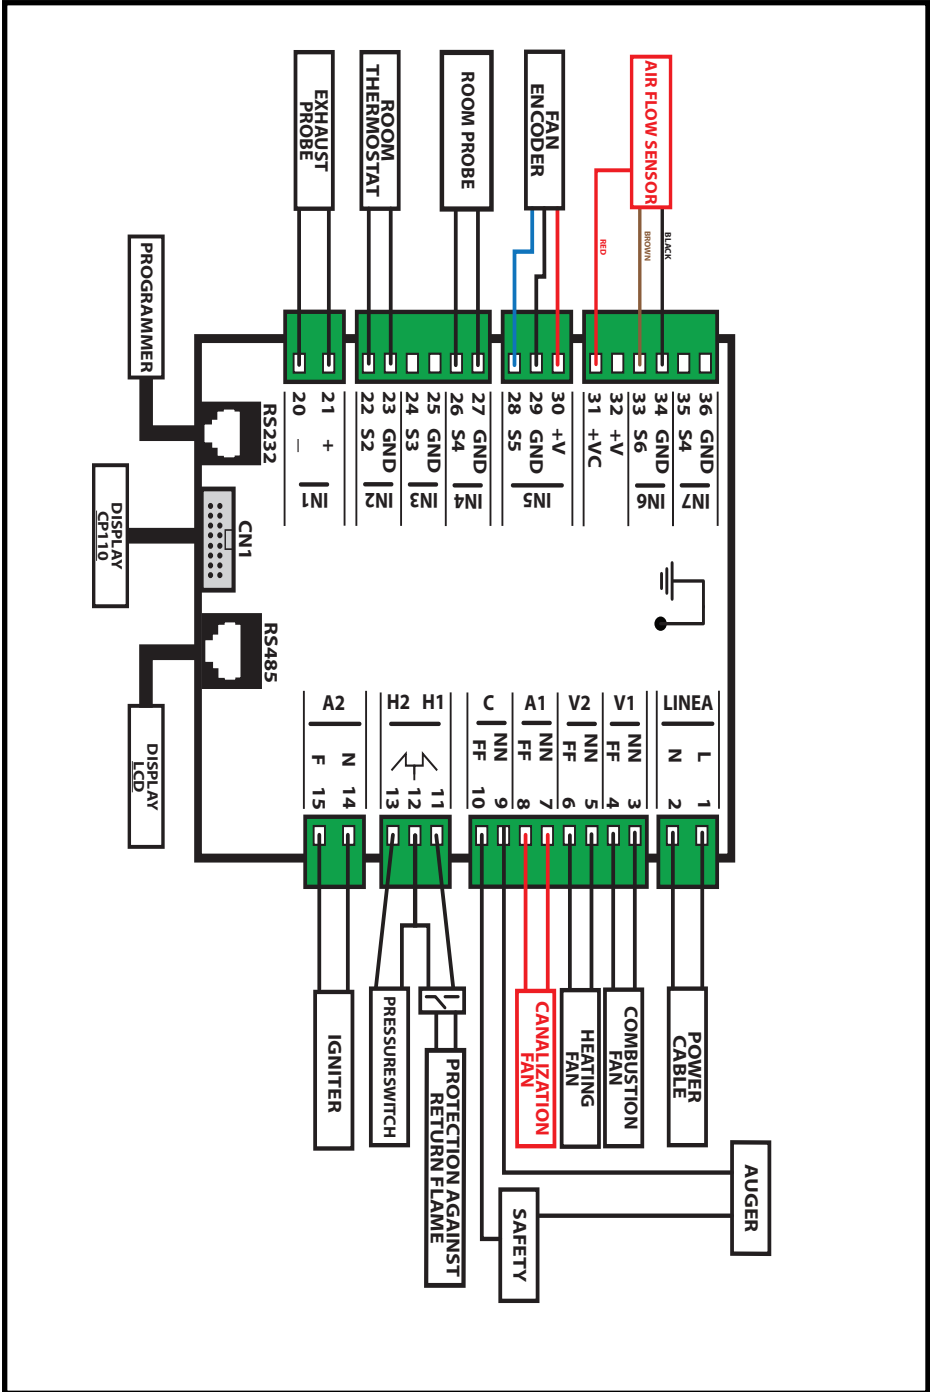 EXHAUST
PROBE
ROOM
THERMOSTAT
ROOM PROBE
FAN
ENCODER
AIR FLOW SENSOR
RED
BROWN
BLACK
PROGRAMMER
RS232
DISPLAY
CP110
CN1
DISPLAY
LCD
RS485
20 _
21 +
IN1
22 S2
23 GND
IN2
24 S3
25 GND
IN3
26 S4
27 GND
IN4
28 S5
29 GND
30 +V
IN5
31 +VC
32 +V
33 S6
34 GND
IN6
35 S4
36 GND
IN7
A2
F 15
N 14
H2 H1
13
12
11
C
FF 10
NN 9
A1
FF 8
NN 7
V2
FF 6
NN 5
V1
FF 4
NN 3
LINEA
N 2
L 1
IGNITER
PRESSURESWITCH
PROTECTION AGAINST
RETURN FLAME
CANALIZATION
FAN
HEATING
FAN
COMBUSTION
FAN
POWER
CABLE
SAFETY
AUGER